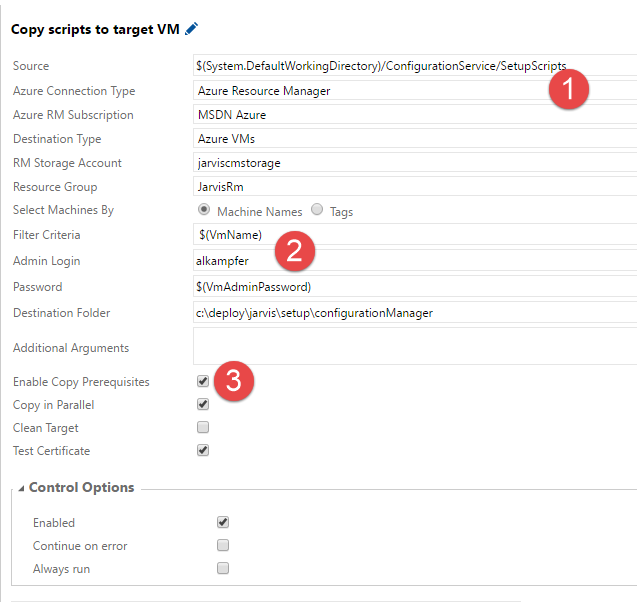 Copy scripts to target VM
Source $(System.DefaultWorkingDirectory)/ConfigurationService/SetupScripts
1
Azure Connection Type Azure Resource Manager
Azure RM Subscription MSDN Azure
Destination Type Azure VMs
RM Storage Account jarviscmstorage
Resource Group JarvisRm
Select Machines By Machine Names Tags
Filter Criteria $(VmName)
2
Admin Login alkampfer
Password $(VmAdminPassword)
Destination Folder c:\deploy\jarvis\setup\configurationManager
Additional Arguments
Enable Copy Prerequisites 3
Copy in Parallel
Clean Target
Test Certificate
Control Options
Enabled
Continue on error
Always run